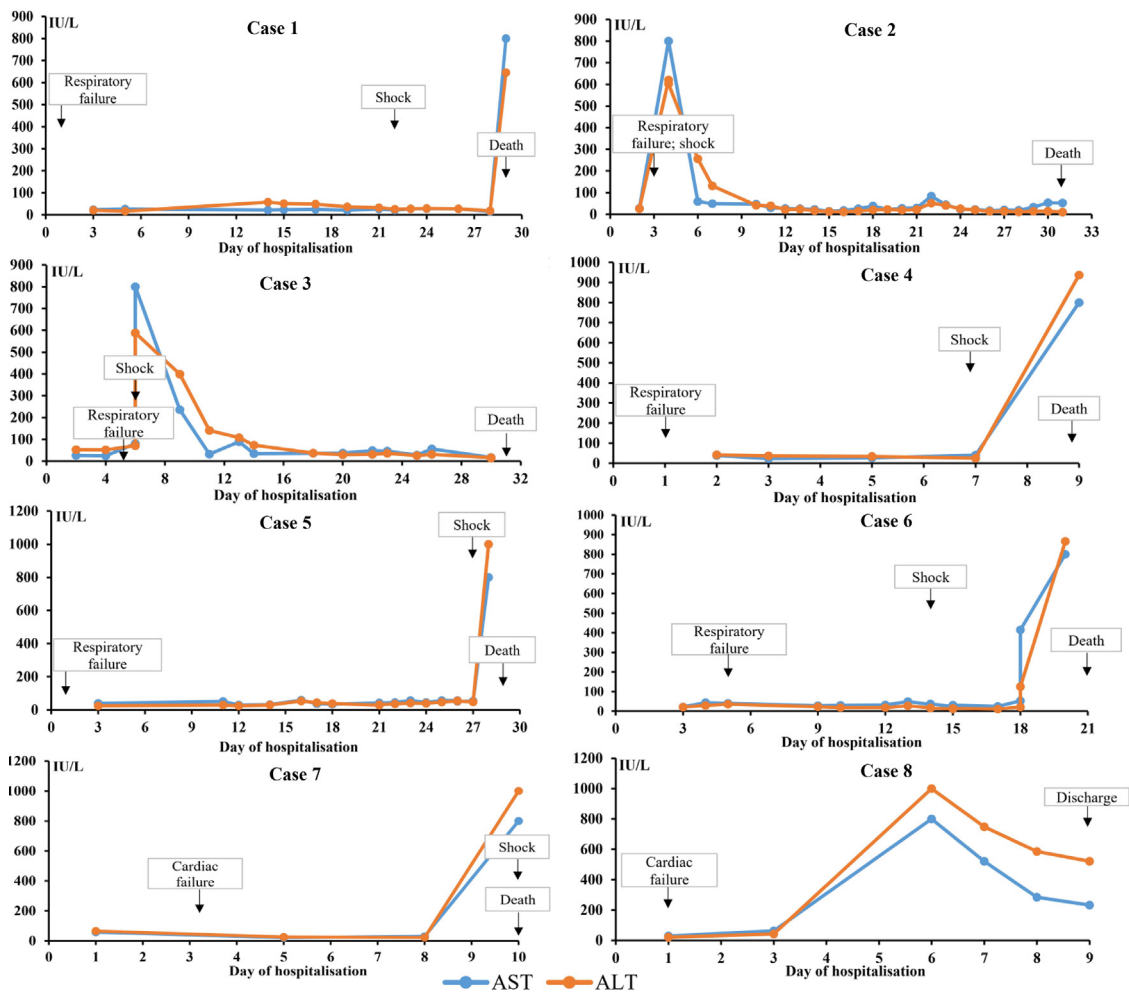 IU/L
Case 1
900
800
700
600
500
400
300
200
100
0
Respiratory
failure
Shock
Death
0 3 6 9 12 15 18 21 24 27 30
Day of hospitalisation
IU/L
Case 2
900
800
700
600
500
400
300
200
100
0
Respiratory
failure; shock
Death
0 3 6 9 12 15 18 21 24 27 30 33
Day of hospitalisation
IU/L
Case 3
900
800
700
600
500
400
300
200
100
0
Shock
Respiratory
failure
Death
0 4 8 12 16 20 24 28 32
Day of hospitalisation
IU/L
Case 4
1000
900
800
700
600
500
400
300
200
100
0
Respiratory
failure
Shock
Death
0 1 2 3 4 5 6 7 8 9
Day of hospitalisation
IU/L
Case 5
1000
800
600
400
200
0
Respiratory
failure
Shock
Death
0 3 6 9 12 15 18 21 24 27 30
Day of hospitalisation
IU/L
Case 6
1000
900
800
700
600
500
400
300
200
100
0
Respiratory
failure
Shock
Death
0 3 6 9 12 15 18 21
Day of hospitalisation
IU/L
Case 7
1200
1000
800
600
400
200
0
Cardiac
failure
Shock
Death
0 1 2 3 4 5 6 7 8 9 10
Day of hospitalisation
IU/L
Case 8
1200
1000
800
600
400
200
0
Cardiac
failure
Discharge
0 1 2 3 4 5 6 7 8 9
Day of hospitalisation
AST ALT